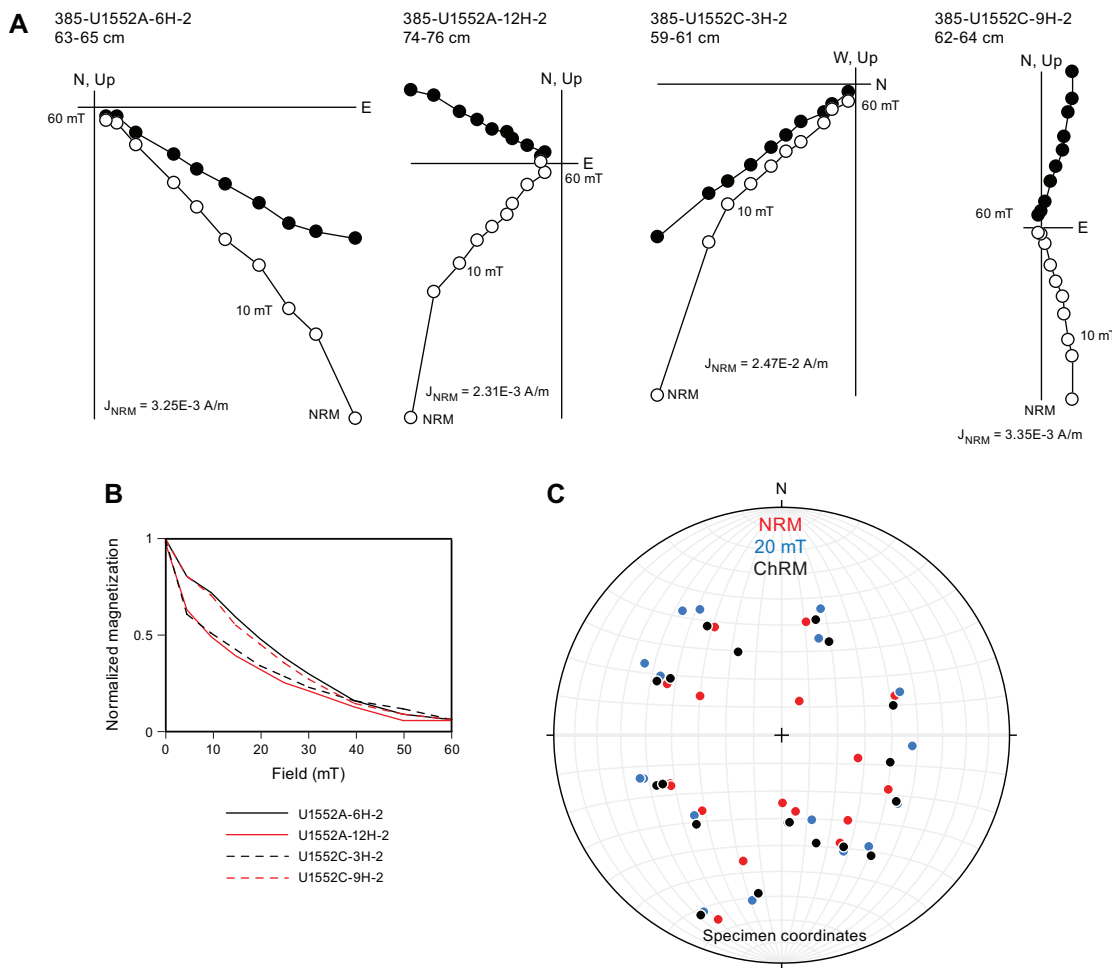 A
385-U1552A-6H-2
63-65 cm
N, Up
E
60 mT
10 mT
NRM
J_NRM = 3.25E-3 A/m
385-U1552A-12H-2
74-76 cm
N, Up
E
60 mT
10 mT
J_NRM = 2.31E-3 A/m
NRM
385-U1552C-3H-2
59-61 cm
W, Up
N
60 mT
10 mT
J_NRM = 2.47E-2 A/m
NRM
385-U1552C-9H-2
62-64 cm
N, Up
60 mT
E
10 mT
NRM
J_NRM = 3.35E-3 A/m
B
Normalized magnetization
1
0.5
0
0 10 20 30 40 50 60
Field (mT)
U1552A-6H-2
U1552A-12H-2
U1552C-3H-2
U1552C-9H-2
C
N
NRM
20 mT
ChRM
Specimen coordinates